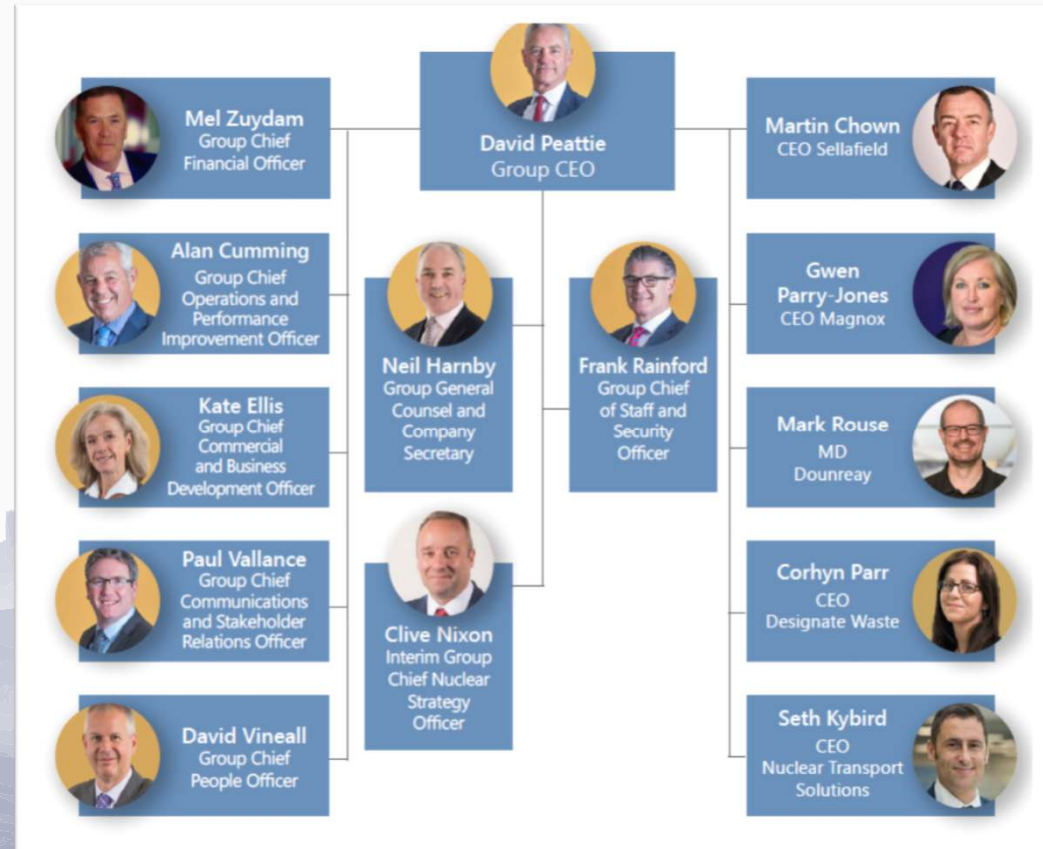 David Peattie
Group CEO
Mel Zuydam
Group Chief
Financial Officer
Alan Cumming
Group Chief
Operations and
Performance
Improvement Officer
Kate Ellis
Group Chief
Commercial
and Business
Development Officer
Paul Vallance
Group Chief
Communications
and Stakeholder
Relations Officer
David Vineall
Group Chief
People Officer
Neil Harnby
Group General
Counsel and
Company
Secretary
Frank Rainford
Group Chief
of Staff and
Security
Officer
Clive Nixon
Interim Group
Chief Nuclear
Strategy
Officer
Martin Chown
CEO Sellafield
Gwen
Parry-Jones
CEO Magnox
Mark Rouse
MD
Dounreay
Corhyn Parr
CEO
Designate Waste
Seth Kybird
CEO
Nuclear Transport
Solutions